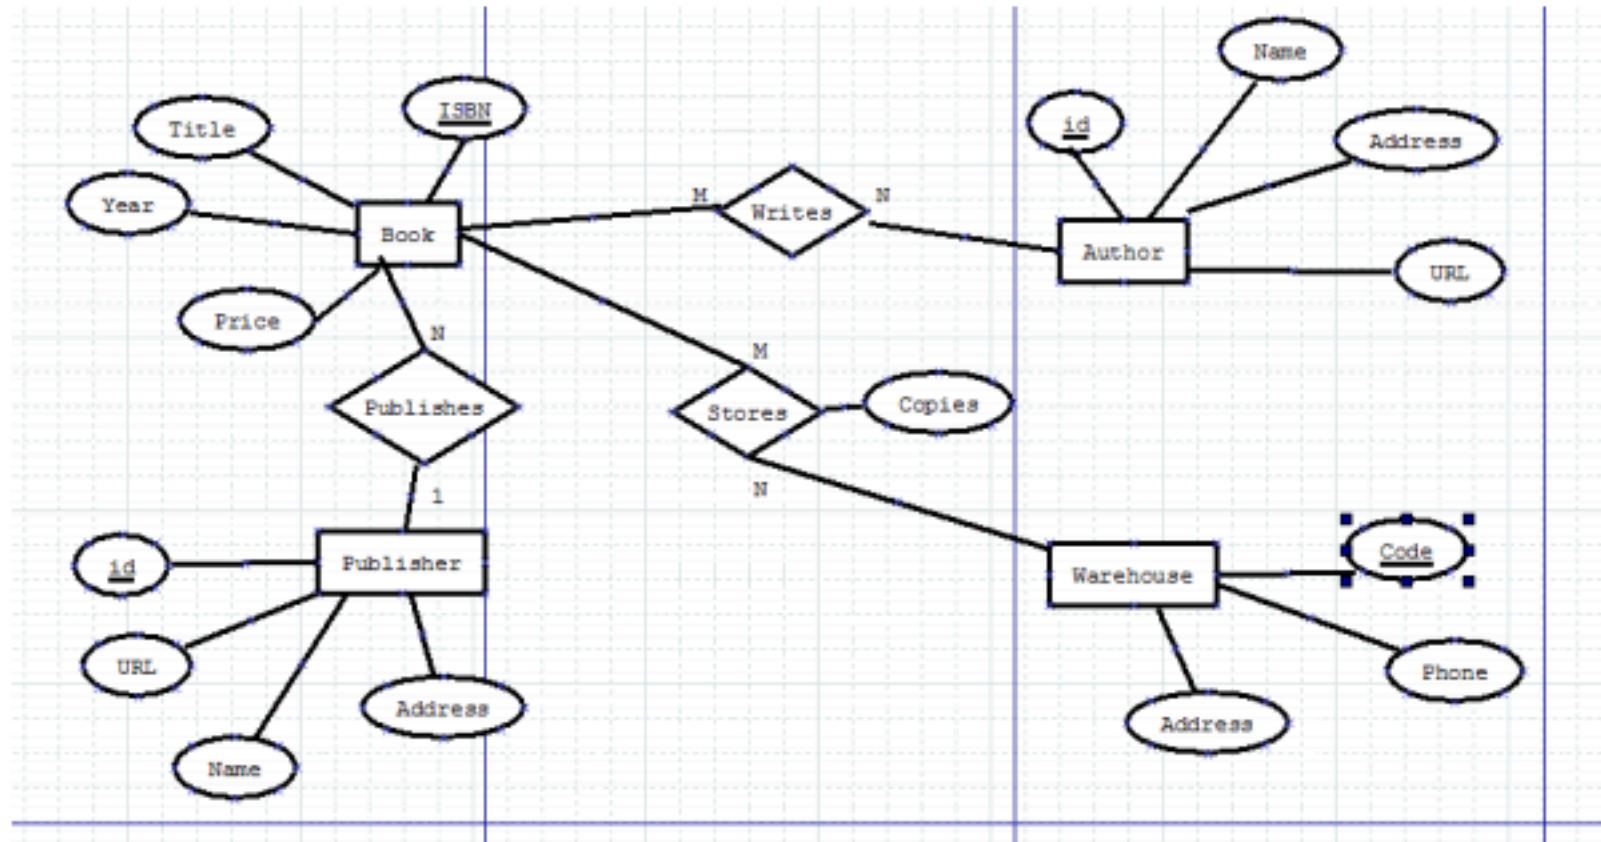 Name
ISBN
id
Title
Address
M
N
Year
Writes
Book
Author
URL
Price
N
M
Publishes
Stores
Copies
N
1
Code
Publisher
id
Warehouse
URL
Phone
Address
Address
Name